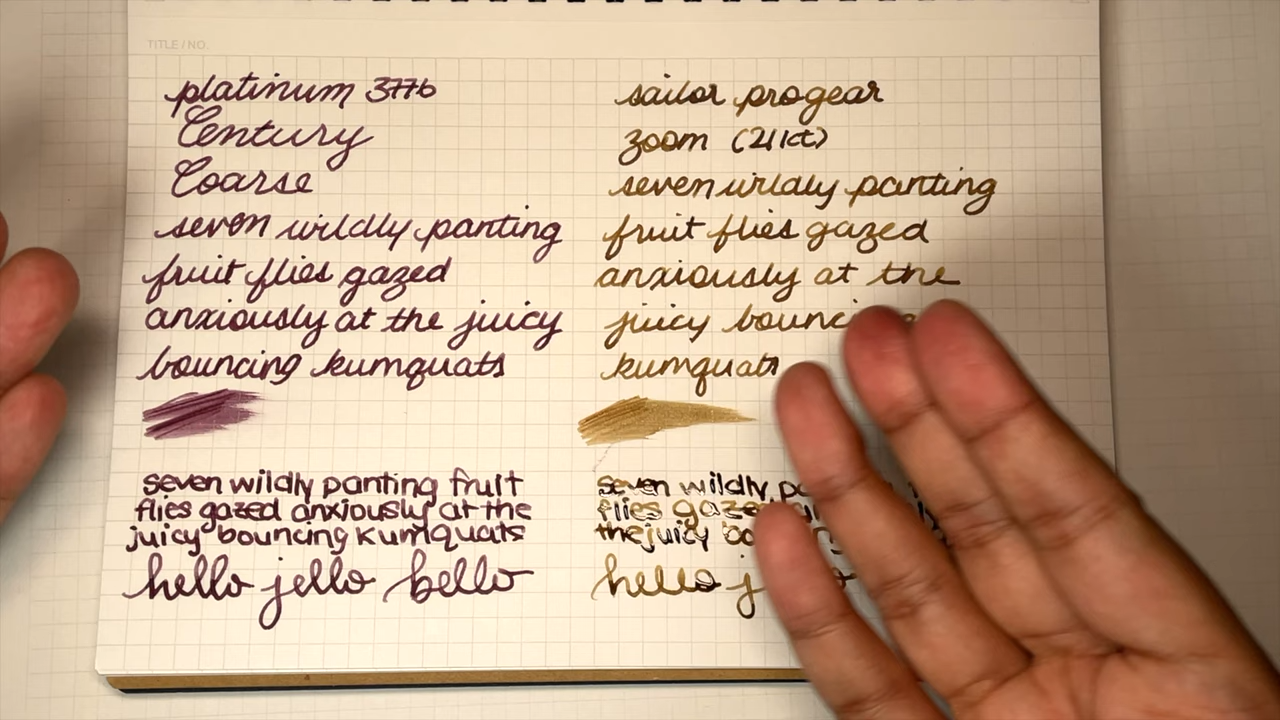 TITLE / NO.
platinum 3776
Century
Coarse
seven wildly panting
fruit flies gazed
anxiously at the juicy
bouncing kumquats
seven wildly panting fruit
flies gazed anxiously at the
juicy bouncing kumquats
hello jello bello
sailor progear
zoom (21kt)
seven wildly panting
fruit flies gazed
anxiously at the
juicy
kumquats
seven wildly
flies
the juicy
hello